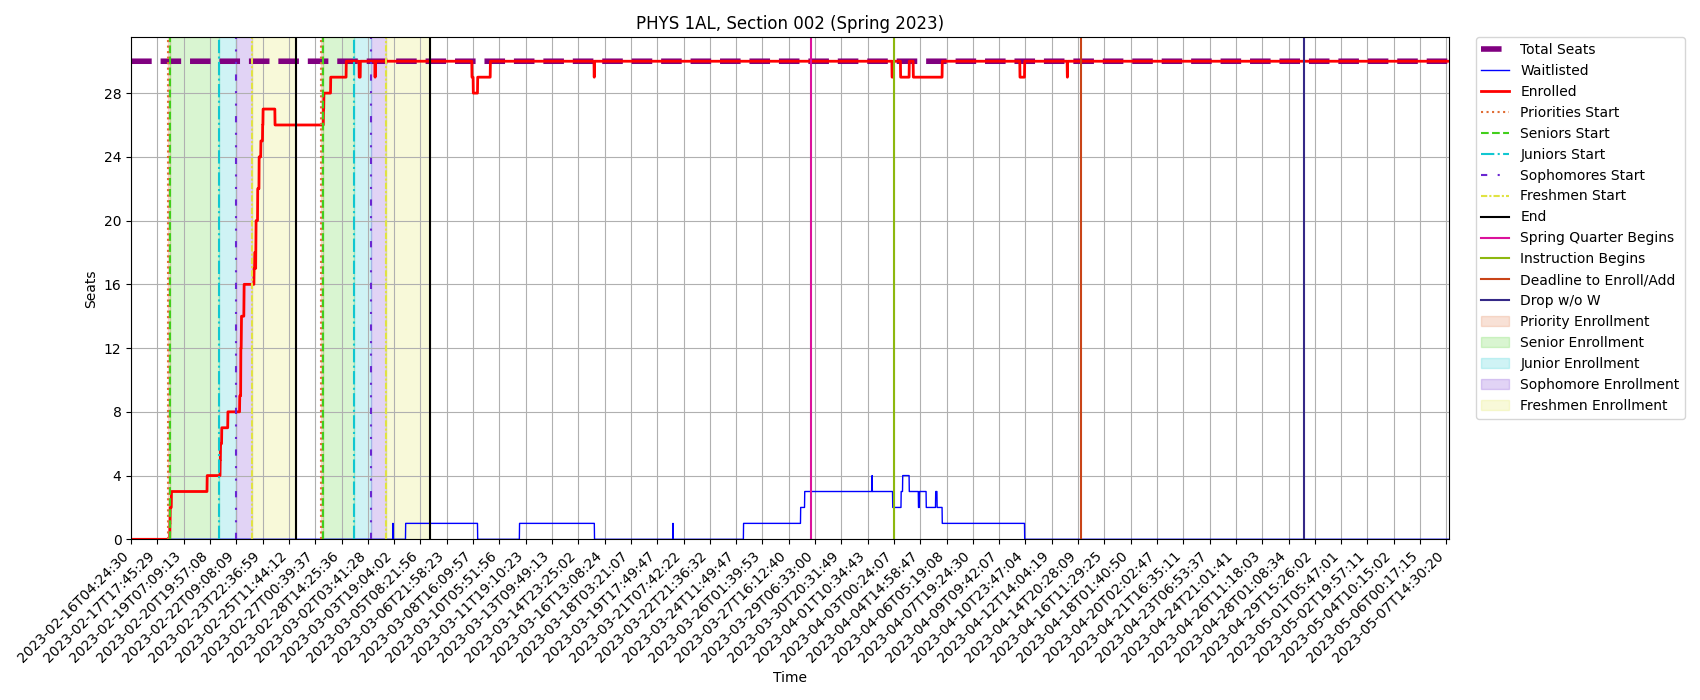 PHYS 1AL, Section 002 (Spring 2023)
Seats
28
24
20
16
12
8
4
0
2023-02-16T04:24:30
2023-02-17T17:45:29
2023-02-19T07:09:13
2023-02-20T19:57:08
2023-02-22T09:08:09
2023-02-23T22:36:59
2023-02-25T11:44:12
2023-02-27T00:39:37
2023-02-28T14:25:36
2023-03-02T03:41:28
2023-03-03T19:04:02
2023-03-05T08:21:56
2023-03-06T21:58:23
2023-03-08T16:09:57
2023-03-10T05:51:56
2023-03-11T19:10:23
2023-03-13T09:49:13
2023-03-14T23:25:02
2023-03-16T13:08:24
2023-03-18T03:21:07
2023-03-19T17:49:47
2023-03-21T07:42:22
2023-03-22T21:36:32
2023-03-24T11:49:47
2023-03-26T01:39:53
2023-03-27T16:12:40
2023-03-29T06:33:00
2023-03-30T20:31:49
2023-04-01T10:34:43
2023-04-03T00:24:07
2023-04-04T14:58:47
2023-04-06T05:19:08
2023-04-07T19:24:30
2023-04-09T09:42:07
2023-04-10T23:47:04
2023-04-12T14:04:19
2023-04-14T20:28:09
2023-04-16T11:29:25
2023-04-18T01:40:50
2023-04-20T02:02:47
2023-04-21T16:35:11
2023-04-23T06:53:37
2023-04-24T21:01:41
2023-04-26T11:18:03
2023-04-28T01:08:34
2023-04-29T15:26:02
2023-05-01T05:47:01
2023-05-02T19:57:11
2023-05-04T10:15:02
2023-05-06T00:17:15
2023-05-07T14:30:20
Time
Total Seats
Waitlisted
Enrolled
Priorities Start
Seniors Start
Juniors Start
Sophomores Start
Freshmen Start
End
Spring Quarter Begins
Instruction Begins
Deadline to Enroll/Add
Drop w/o W
Priority Enrollment
Senior Enrollment
Junior Enrollment
Sophomore Enrollment
Freshmen Enrollment